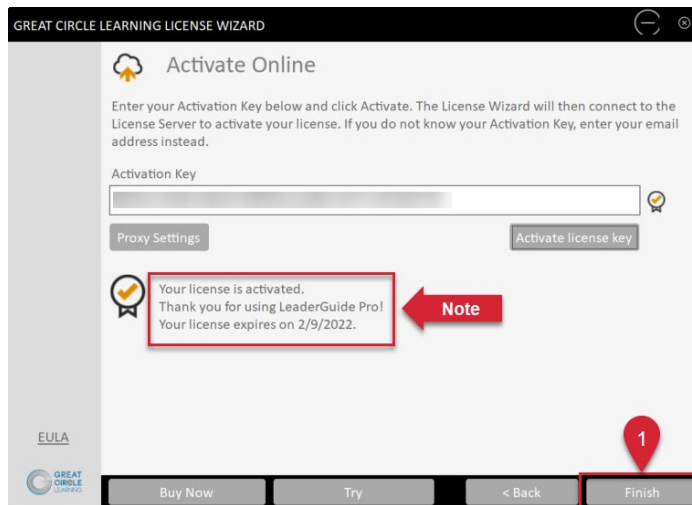 GREAT CIRCLE LEARNING LICENSE WIZARD
Activate Online
Enter your Activation Key below and click Activate. The License Wizard will then connect to the
License Server to activate your license. If you do not know your Activation Key, enter your email
address instead.
Activation Key
Proxy Settings
Activate license key
Your license is activated.
Thank you for using LeaderGuide Pro!
Your license expires on 2/9/2022.
Note
EULA
1
GREAT
CIRCLE
LEARNING
Buy Now
Try
< Back
Finish